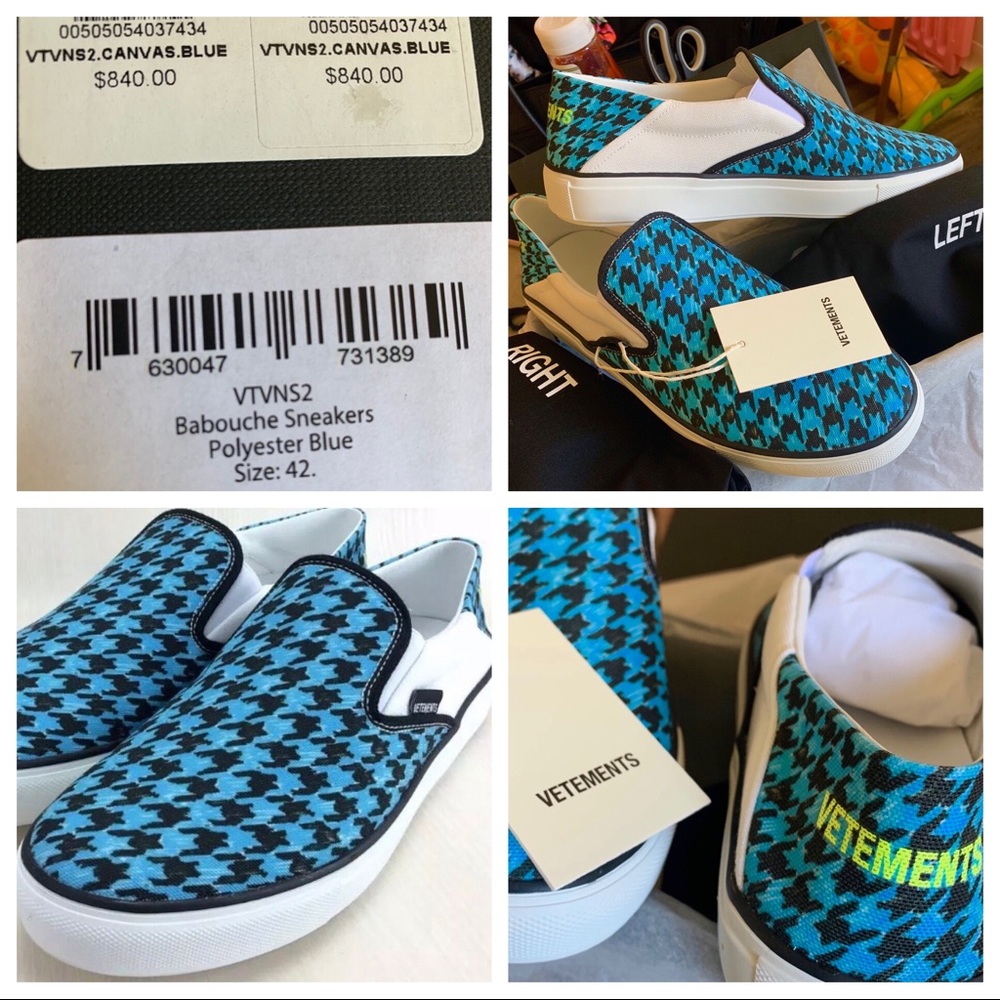 00505054037434
VTVNS2.CANVAS.BLUE
$840.00
00505054037434
VTVNS2.CANVAS.BLUE
$840.00
7 630047 731389
VTVNS2
Babouche Sneakers
Polyester Blue
Size: 42.
NTS
LEFT
VETEMENTS
RIGHT
VETEMENTS
VETEMENTS
VETEMENTS